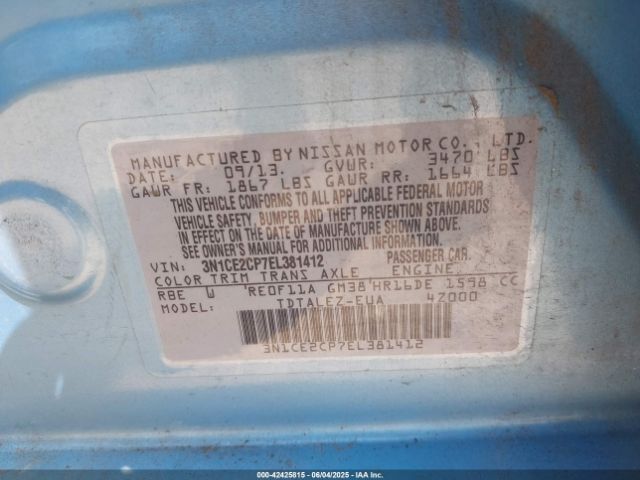 MANUFACTURED BY NISSAN MOTOR CO., LTD.
DATE: 09/13. GVWR: 3470 LBS
GAWR FR: 1867 LBS GAWR RR: 1664 LBS
THIS VEHICLE CONFORMS TO ALL APPLICABLE FEDERAL MOTOR
VEHICLE SAFETY, BUMPER AND THEFT PREVENTION STANDARDS
IN EFFECT ON THE DATE OF MANUFACTURE SHOWN ABOVE.
SEE OWNER'S MANUAL FOR ADDITIONAL INFORMATION.
VIN: 3N1CE2CP7EL381412 PASSENGER CAR.
COLOR TRIM TRANS AXLE ENGINE
RBE W RE0F11A GM38 HR16DE 1598 CC
MODEL: TDTALEZ-EUA 4Z000
3N1CE2CP7EL381412
000-42425815 - 06/04/2025 - IAAI.com